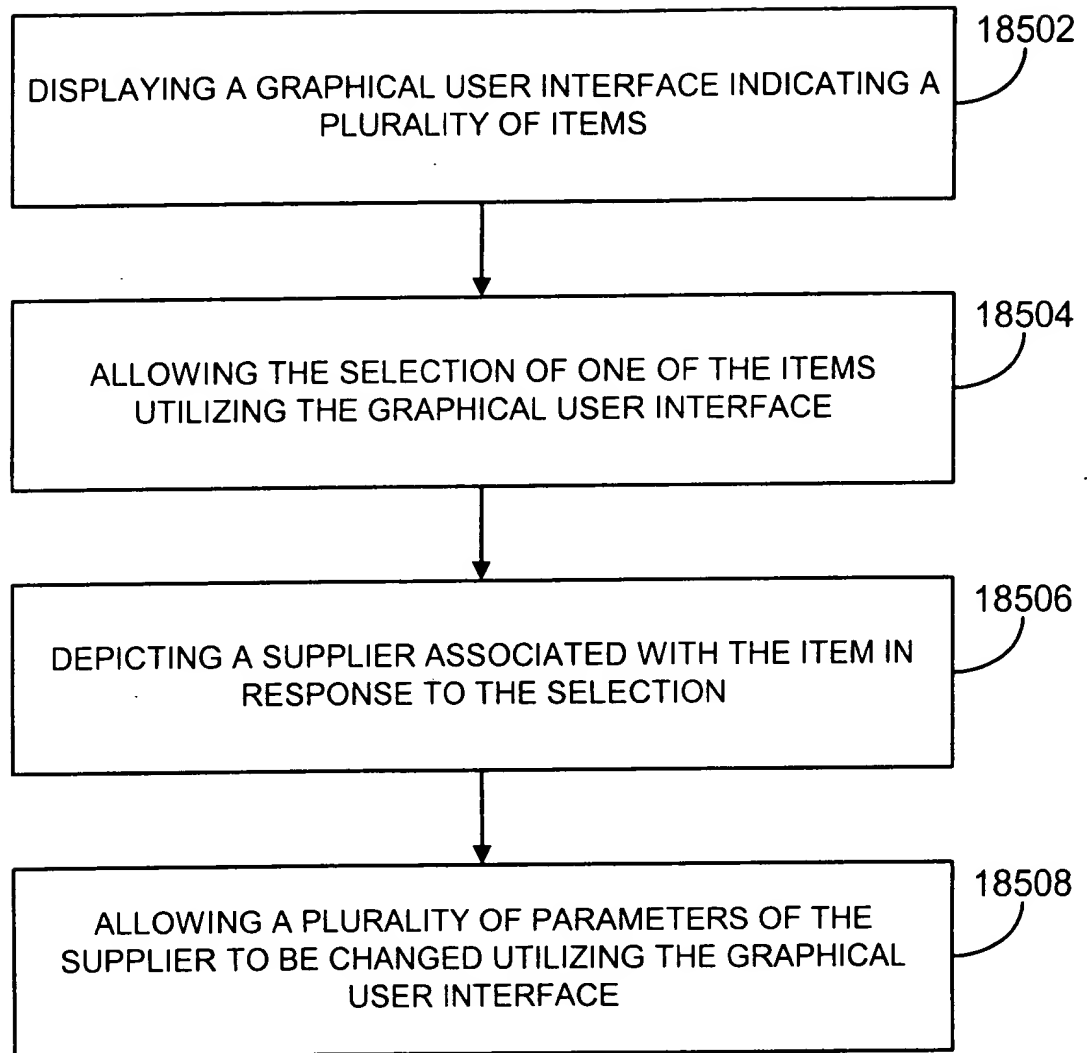 18502
DISPLAYING A GRAPHICAL USER INTERFACE INDICATING A
PLURALITY OF ITEMS
18504
ALLOWING THE SELECTION OF ONE OF THE ITEMS
UTILIZING THE GRAPHICAL USER INTERFACE
18506
DEPICTING A SUPPLIER ASSOCIATED WITH THE ITEM IN
RESPONSE TO THE SELECTION
18508
ALLOWING A PLURALITY OF PARAMETERS OF THE
SUPPLIER TO BE CHANGED UTILIZING THE GRAPHICAL
USER INTERFACE